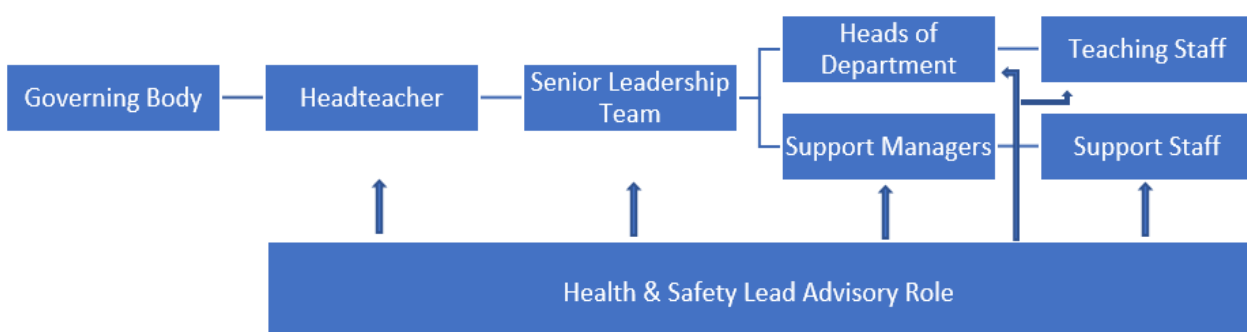 Governing Body
Headteacher
Senior Leadership
Team
Heads of
Department
Teaching Staff
Support Managers
Support Staff
Health & Safety Lead Advisory Role